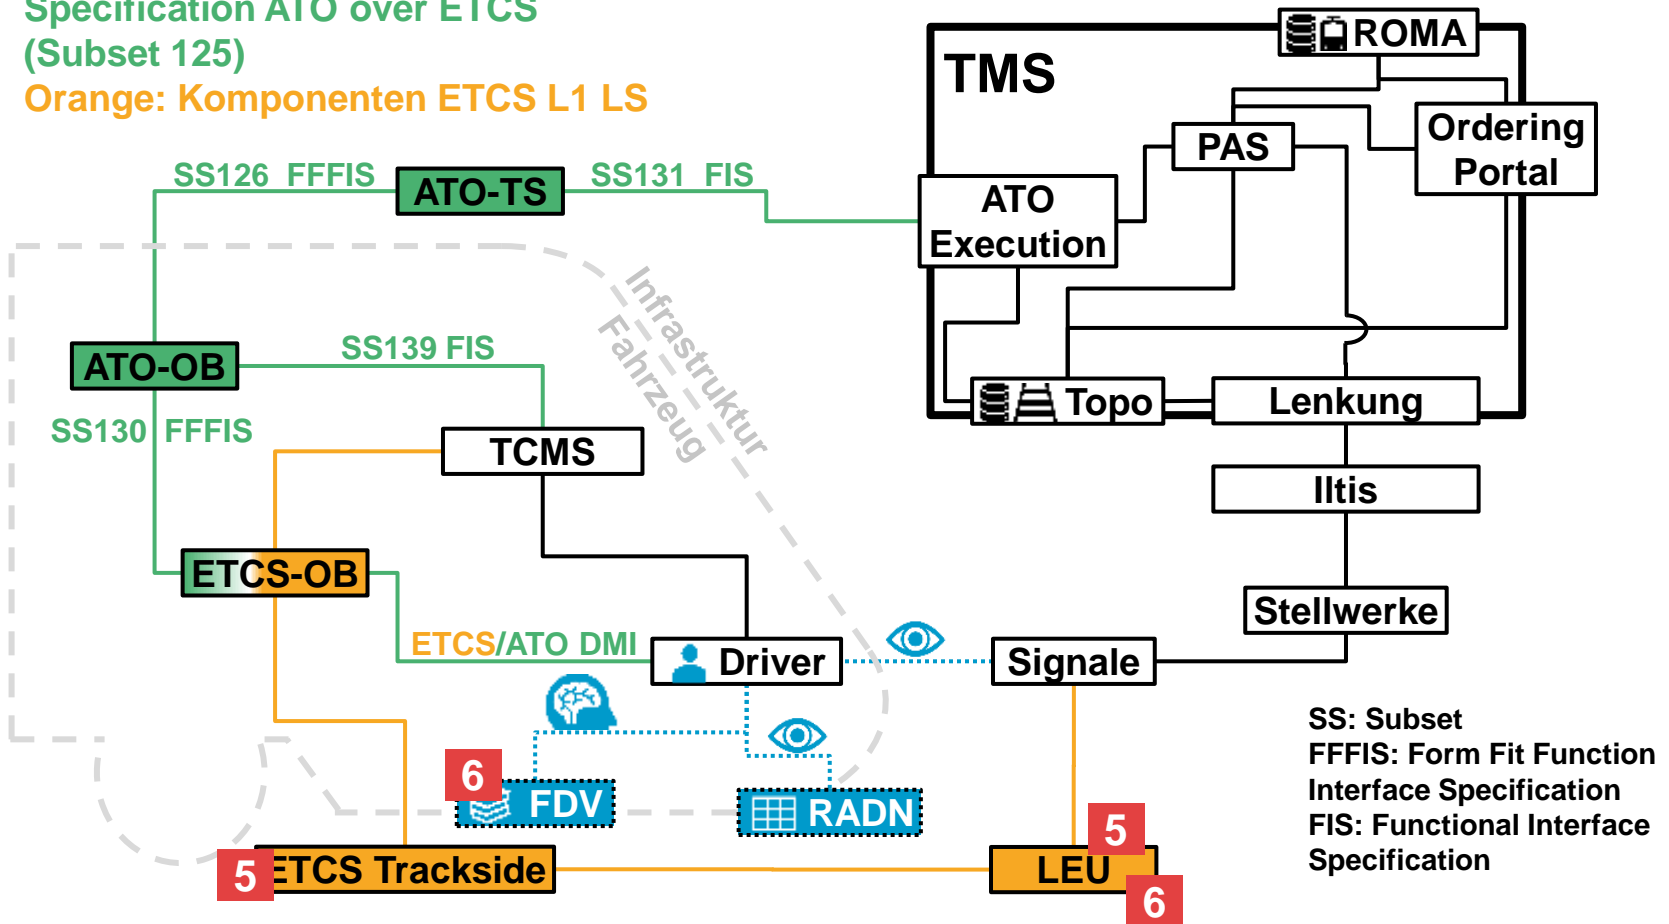 Specification ATO over ETCS
(Subset 125)
Orange: Komponenten ETCS L1 LS
TMS
ROMA
Ordering
Portal
PAS
ATO
Execution
SS126 FFFIS
ATO-TS
SS131 FIS
Infrastruktur
Fahrzeug
ATO-OB
SS139 FIS
Topo
Lenkung
SS130 FFFIS
TCMS
Iltis
ETCS-OB
Stellwerke
ETCS/ATO DMI
Driver
Signale
6
FDV
RADN
5
ETCS Trackside
5
LEU
6
SS: Subset
FFFIS: Form Fit Function
Interface Specification
FIS: Functional Interface
Specification